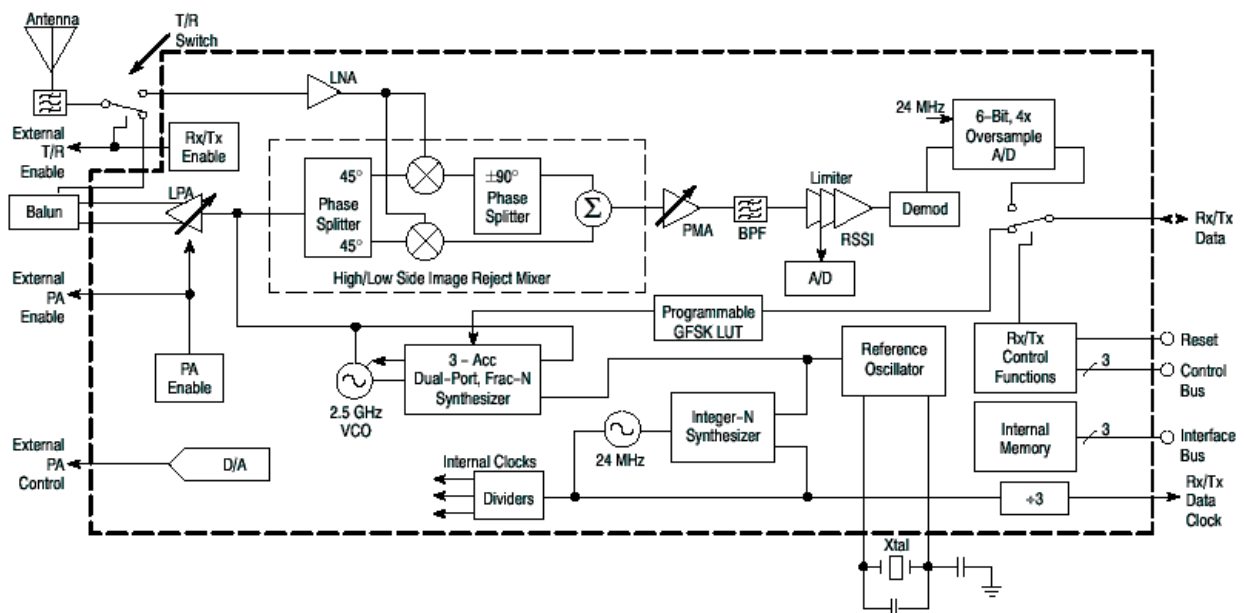 Antenna
T/R
Switch
LNA
24 MHz
6–Bit, 4x
Oversample
A/D
External
T/R
Enable
Rx/Tx
Enable
45°
Phase
Splitter
45°
±90°
Phase
Splitter
Σ
High/Low Side Image Reject Mixer
Balun
LPA
PMA
BPF
Limiter
RSSI
Demod
A/D
Rx/Tx
Data
External
PA
Enable
PA
Enable
Programmable
GFSK LUT
3 – Acc
Dual–Port, Frac–N
Synthesizer
2.5 GHz
VCO
Reference
Oscillator
Rx/Tx
Control
Functions
Reset
3
Control
Bus
Integer–N
Synthesizer
24 MHz
Internal
Memory
3
Interface
Bus
External
PA
Control
D/A
Internal Clocks
Dividers
÷3
Rx/Tx
Data
Clock
Xtal